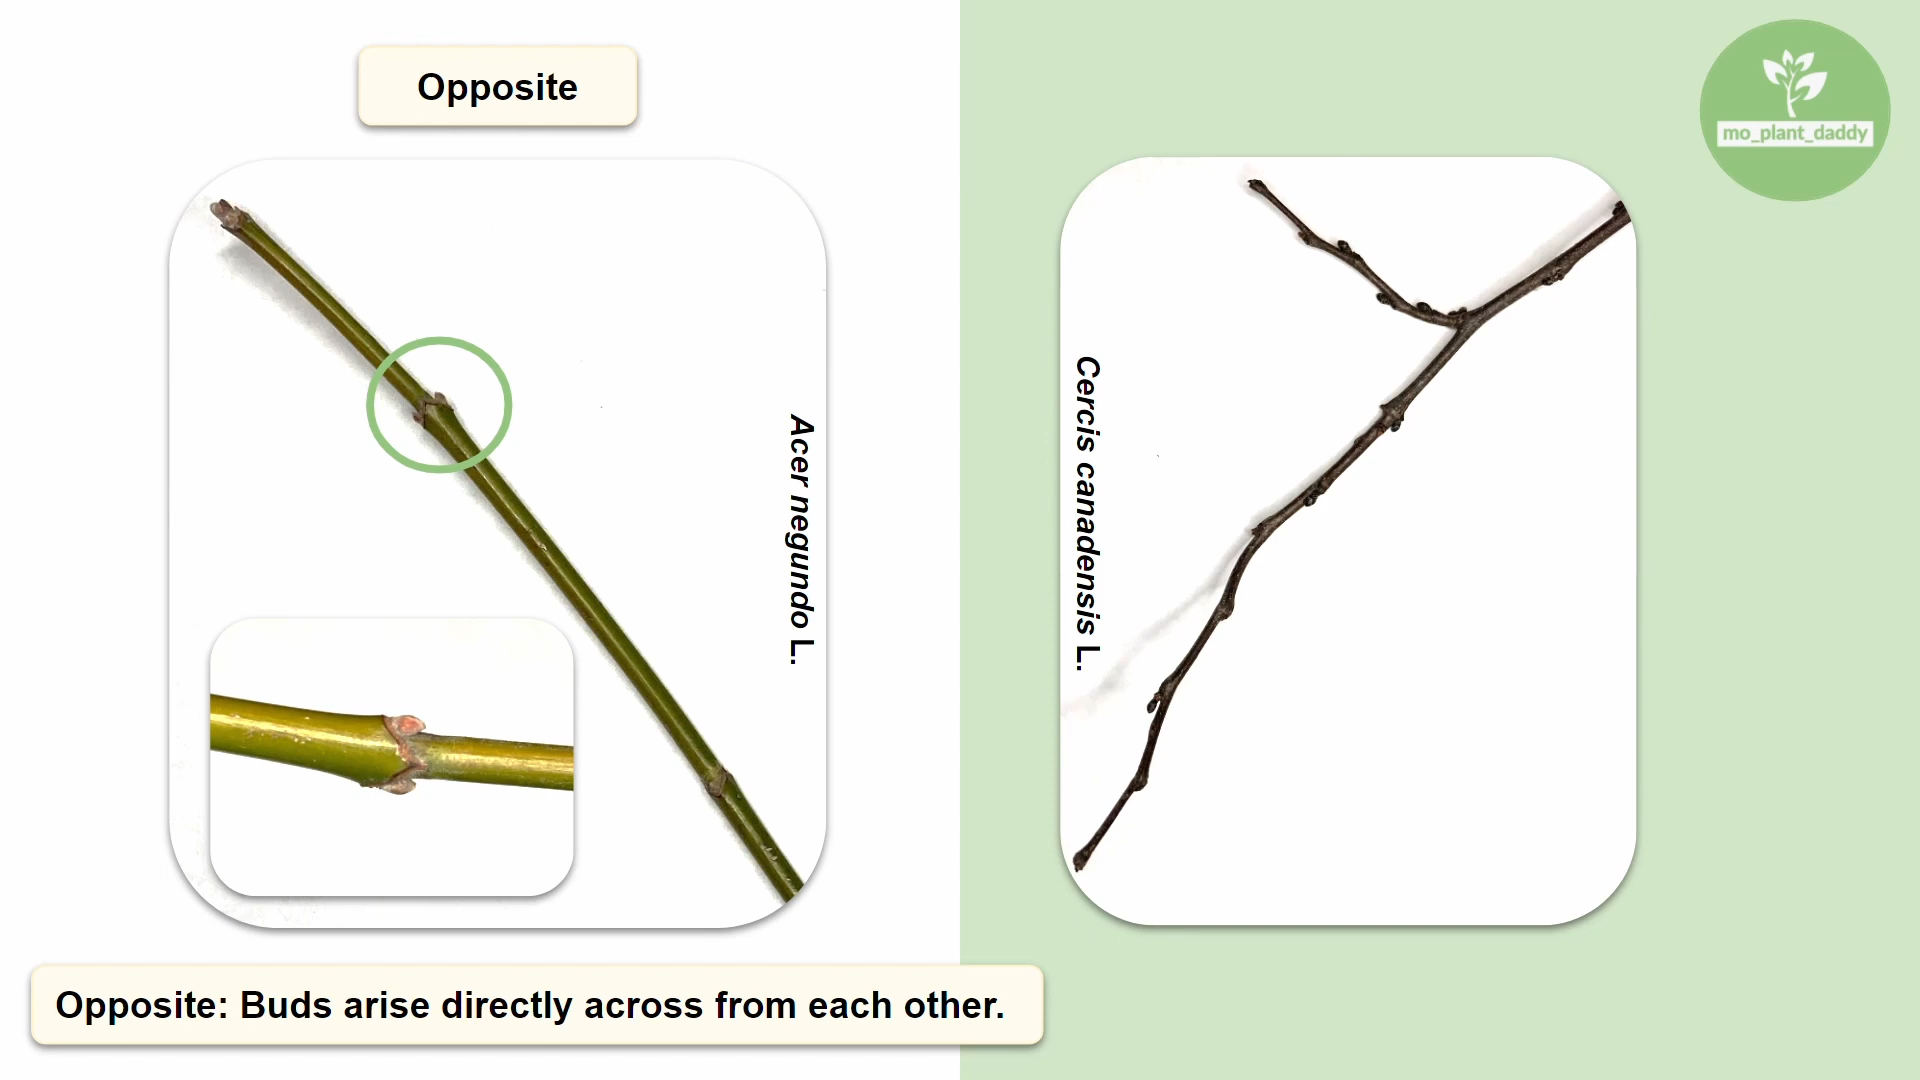 Opposite
mo_plant_daddy
Acer negundo L.
Cercis canadensis L.
Opposite: Buds arise directly across from each other.